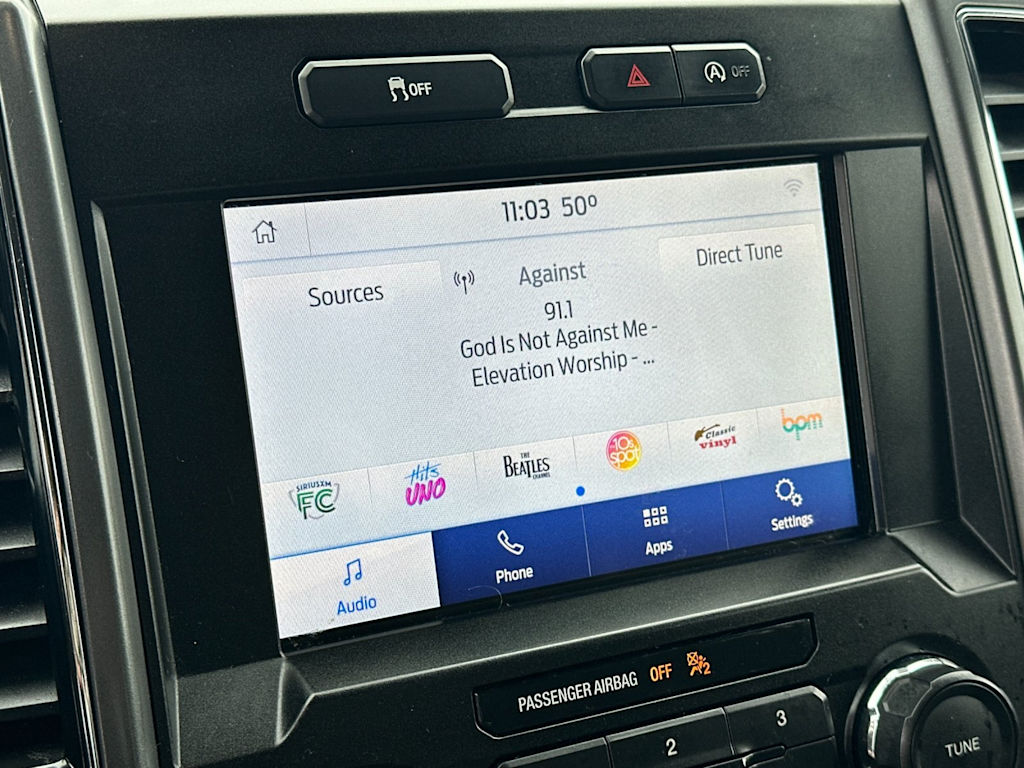 OFF
A OFF
11:03 50°
Sources
Against
Direct Tune
91.1
God Is Not Against Me -
Elevation Worship - ...
SIRIUSXM
FC
Hits
UNO
THE
BEATLES
CHANNEL
10s
spot
Classic
vinyl
bpm
Audio
Phone
Apps
Settings
PASSENGER AIRBAG OFF 2
2
3
TUNE